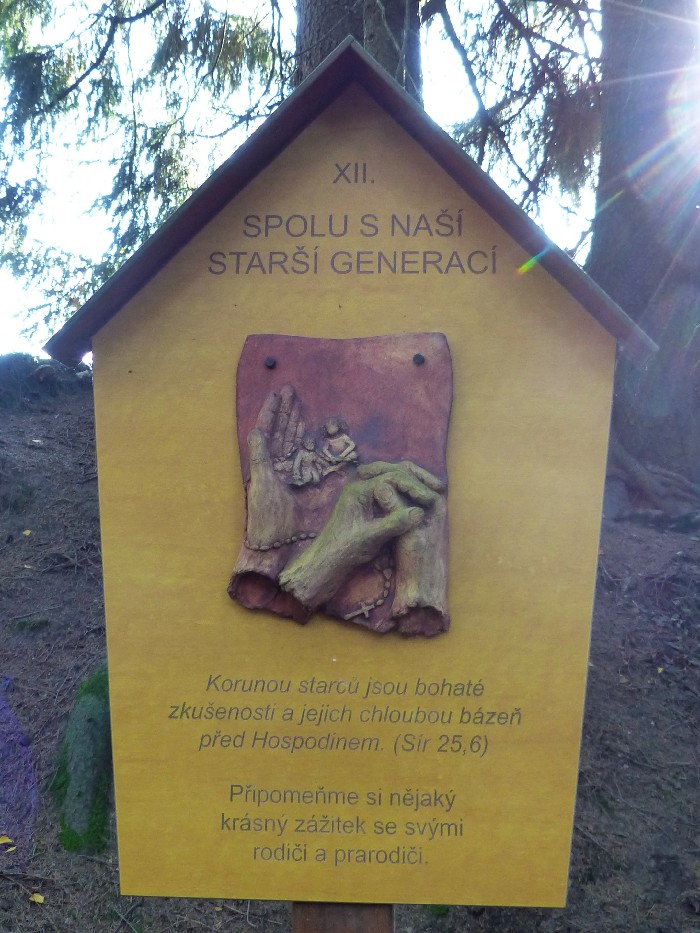 XII.
SPOLU S NAŠÍ
STARŠÍ GENERACÍ
Korunou starců jsou bohaté
zkušenosti a jejich chloubou bázeň
před Hospodinem. (Sír 25,6)
Připomeňme si nějaký
krásný zážitek se svými
rodiči a prarodiči.